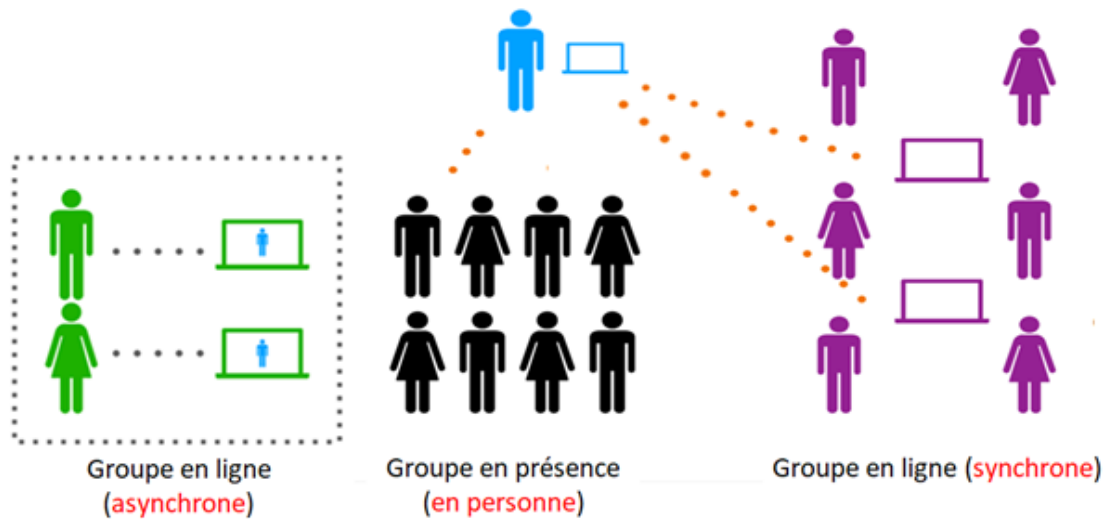 Groupe en ligne
(asynchrone)
Groupe en présence
(en personne)
Groupe en ligne (synchrone)